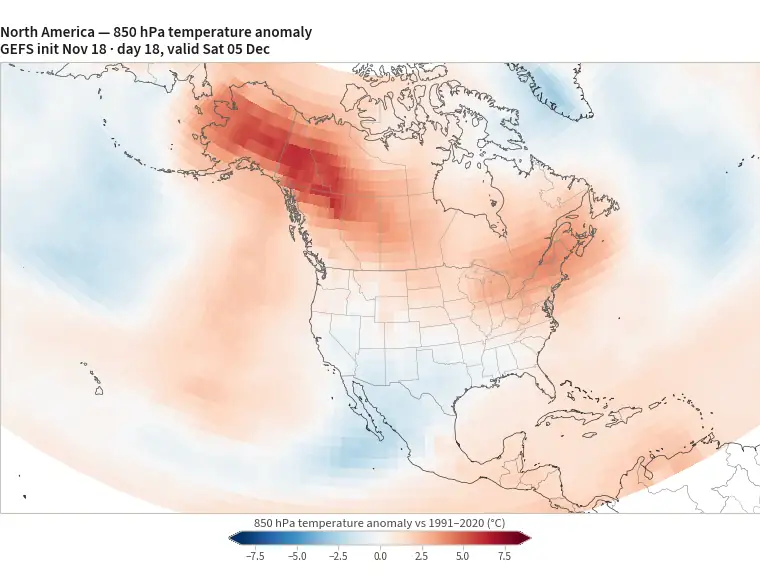 North America — 850 hPa temperature anomaly
GEFS init Nov 18 · day 18, valid Sat 05 Dec
850 hPa temperature anomaly vs 1991–2020 (°C)
−7.5 −5.0 −2.5 0.0 2.5 5.0 7.5